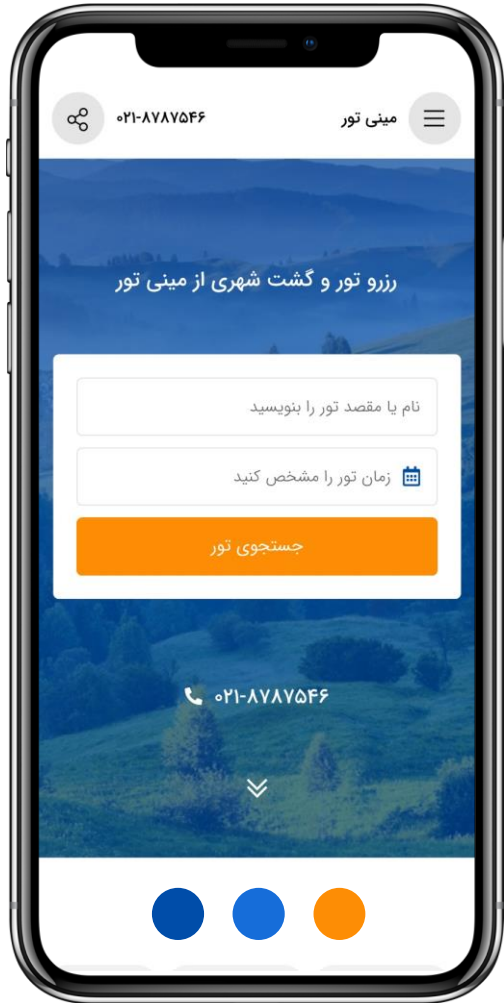 مینی تور
۰۲۱-۸۷۸۷۵۴۶
رزرو تور و گشت شهری از مینی تور
نام یا مقصد تور را بنویسید
زمان تور را مشخص کنید
جستجوی تور
۰۲۱-۸۷۸۷۵۴۶